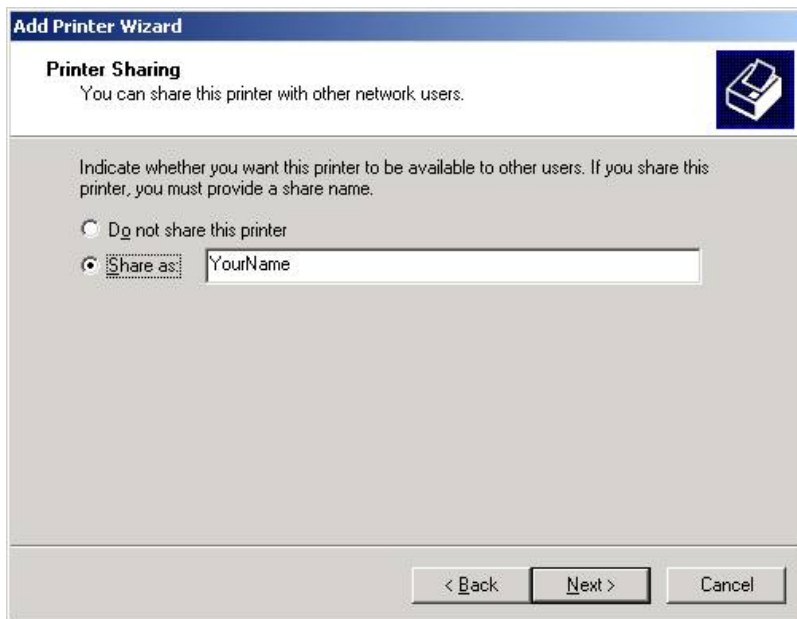 Add Printer Wizard
Printer Sharing
You can share this printer with other network users.
Indicate whether you want this printer to be available to other users. If you share this
printer, you must provide a share name.
Do not share this printer
Share as: YourName
< Back Next > Cancel